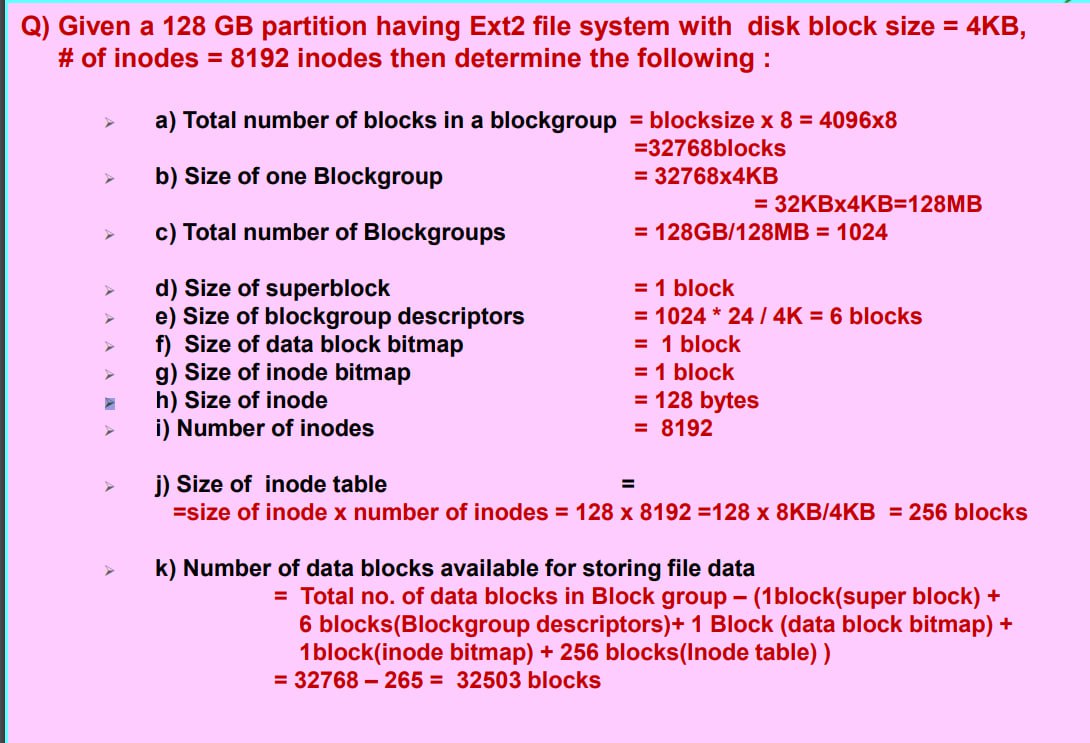 Q) Given a 128 GB partition having Ext2 file system with disk block size = 4KB,
# of inodes = 8192 inodes then determine the following :
a) Total number of blocks in a blockgroup = blocksize x 8 = 4096x8
=32768blocks
b) Size of one Blockgroup = 32768x4KB
= 32KBx4KB=128MB
c) Total number of Blockgroups = 128GB/128MB = 1024
d) Size of superblock = 1 block
e) Size of blockgroup descriptors = 1024 * 24 / 4K = 6 blocks
f) Size of data block bitmap = 1 block
g) Size of inode bitmap = 1 block
h) Size of inode = 128 bytes
i) Number of inodes = 8192
j) Size of inode table =
=size of inode x number of inodes = 128 x 8192 =128 x 8KB/4KB = 256 blocks
k) Number of data blocks available for storing file data
= Total no. of data blocks in Block group – (1block(super block) +
6 blocks(Blockgroup descriptors)+ 1 Block (data block bitmap) +
1block(inode bitmap) + 256 blocks(Inode table) )
= 32768 – 265 = 32503 blocks